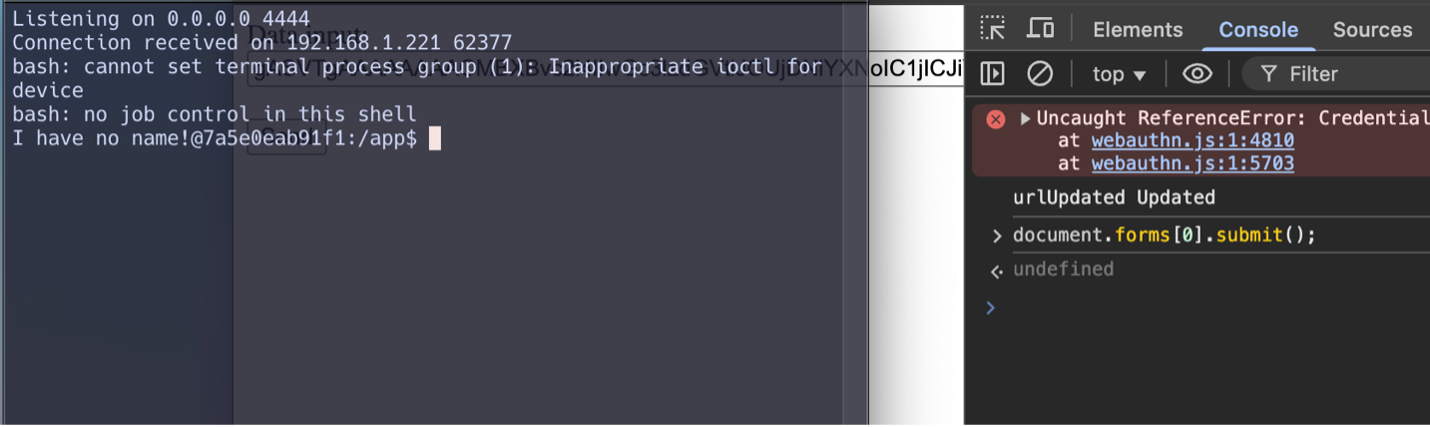 Listening on 0.0.0.0 4444
Connection received on 192.168.1.221 62377
bash: cannot set terminal process group (1): Inappropriate ioctl for
device
bash: no job control in this shell
I have no name!@7a5e0eab91f1:/app$
Data input:
Elements Console Sources
top ▼ Filter
Uncaught ReferenceError: Credential
at webauthn.js:1:4810
at webauthn.js:1:5703
urlUpdated Updated
> document.forms[0].submit();
undefined
>